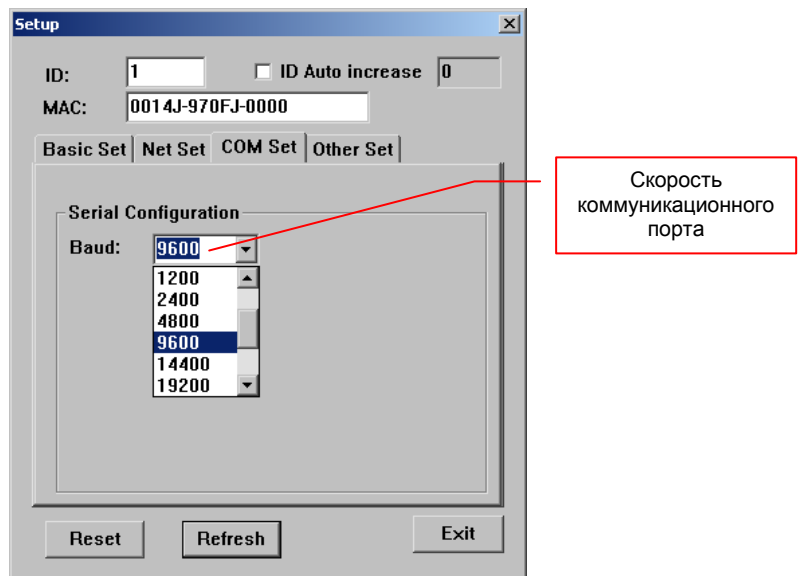 Setup
ID: 1 ID Auto increase 0
MAC: 0014J-970FJ-0000
Basic Set Net Set COM Set Other Set
Serial Configuration
Baud: 9600
1200
2400
4800
9600
14400
19200
Reset Refresh Exit
Скорость
коммуникационного
порта